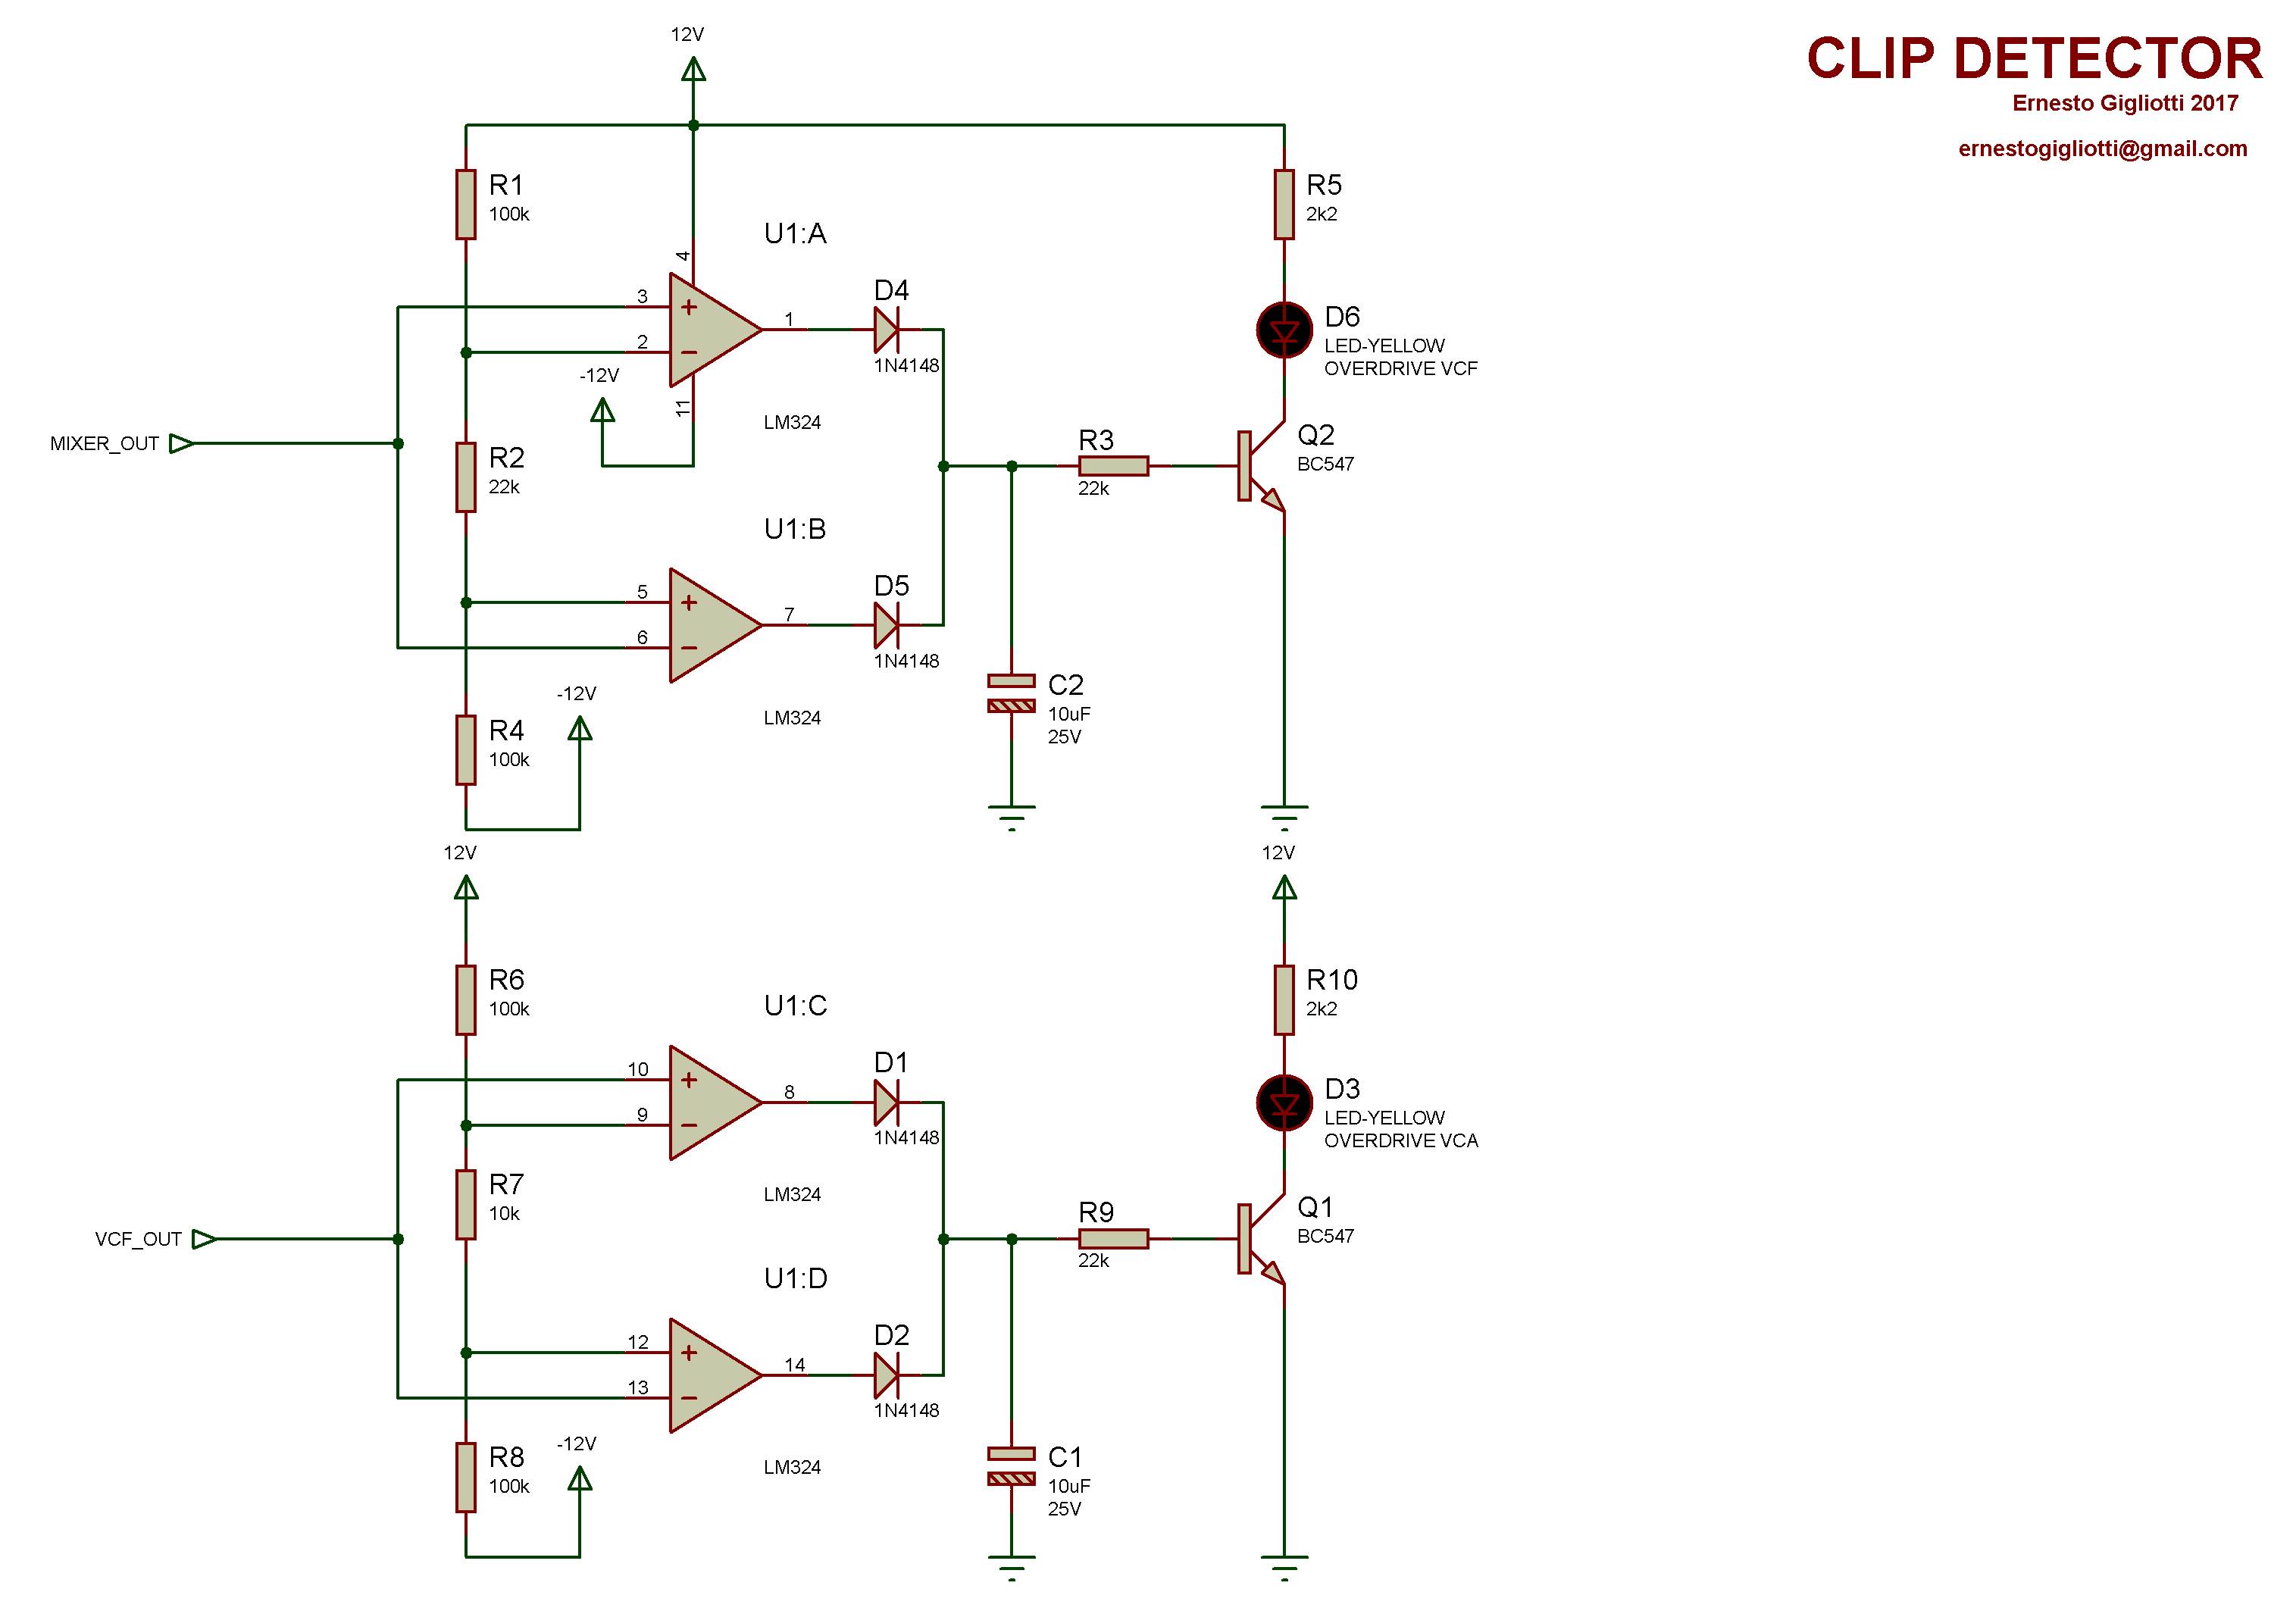 CLIP DETECTOR
Ernesto Gigliotti 2017
ernestogigliotti@gmail.com
12V
R1
100k
U1:A
4
3
+
2
−
1
11
-12V
LM324
D4
1N4148
R5
2k2
D6
LED-YELLOW
OVERDRIVE VCF
MIXER_OUT
R2
22k
R3
22k
Q2
BC547
U1:B
5
+
6
−
7
LM324
D5
1N4148
C2
10uF
25V
R4
100k
-12V
12V
12V
R6
100k
U1:C
10
+
9
−
8
LM324
D1
1N4148
R10
2k2
D3
LED-YELLOW
OVERDRIVE VCA
VCF_OUT
R7
10k
R9
22k
Q1
BC547
U1:D
12
+
13
−
14
LM324
D2
1N4148
C1
10uF
25V
R8
100k
-12V